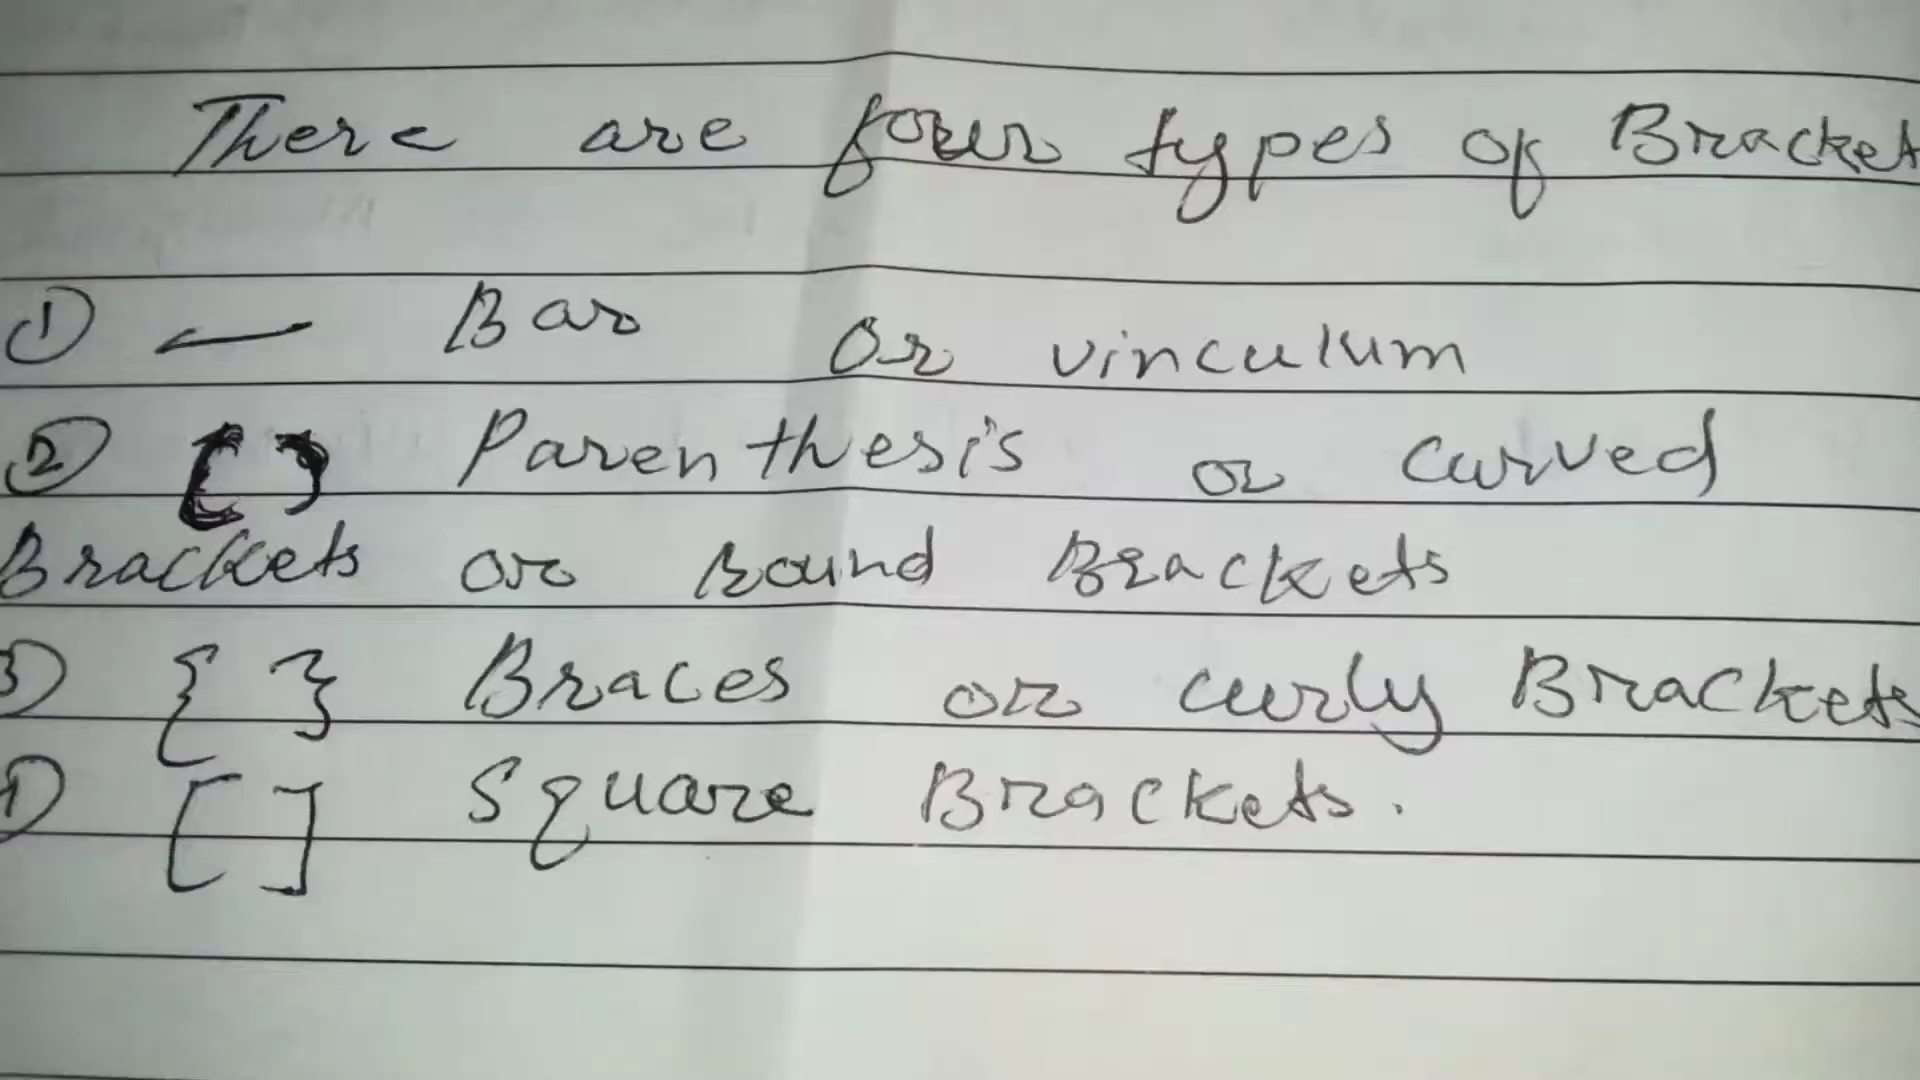 There are four types of Bracket
① — Bar or vinculum
② ( ) Parenthesis or curved
Brackets or round Brackets
3) { } Braces or curly Brackets
[ ] Square Brackets.